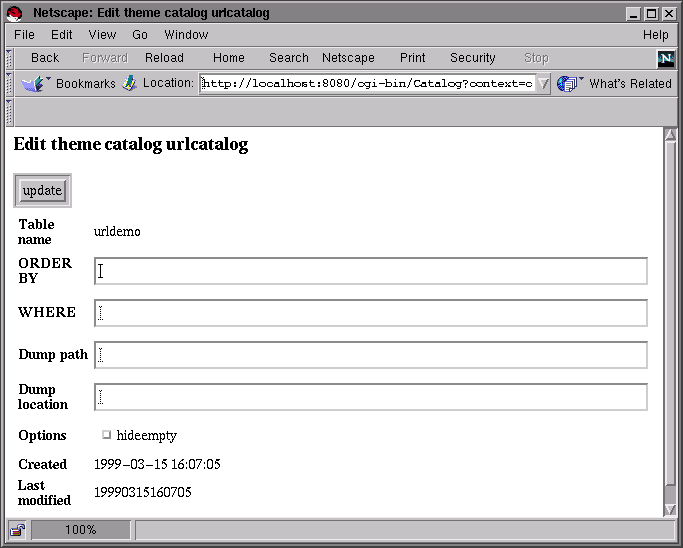 Netscape: Edit theme catalog urlcatalog
File Edit View Go Window Help
Back Forward Reload Home Search Netscape Print Security Stop
Bookmarks Location: http://localhost:8080/cgi-bin/Catalog?context=c What's Related
Edit theme catalog urlcatalog
update
Table
name urldemo
ORDER
BY
WHERE
Dump path
Dump
location
Options hideempty
Created 1999-03-15 16:07:05
Last
modified 19990315160705
100%